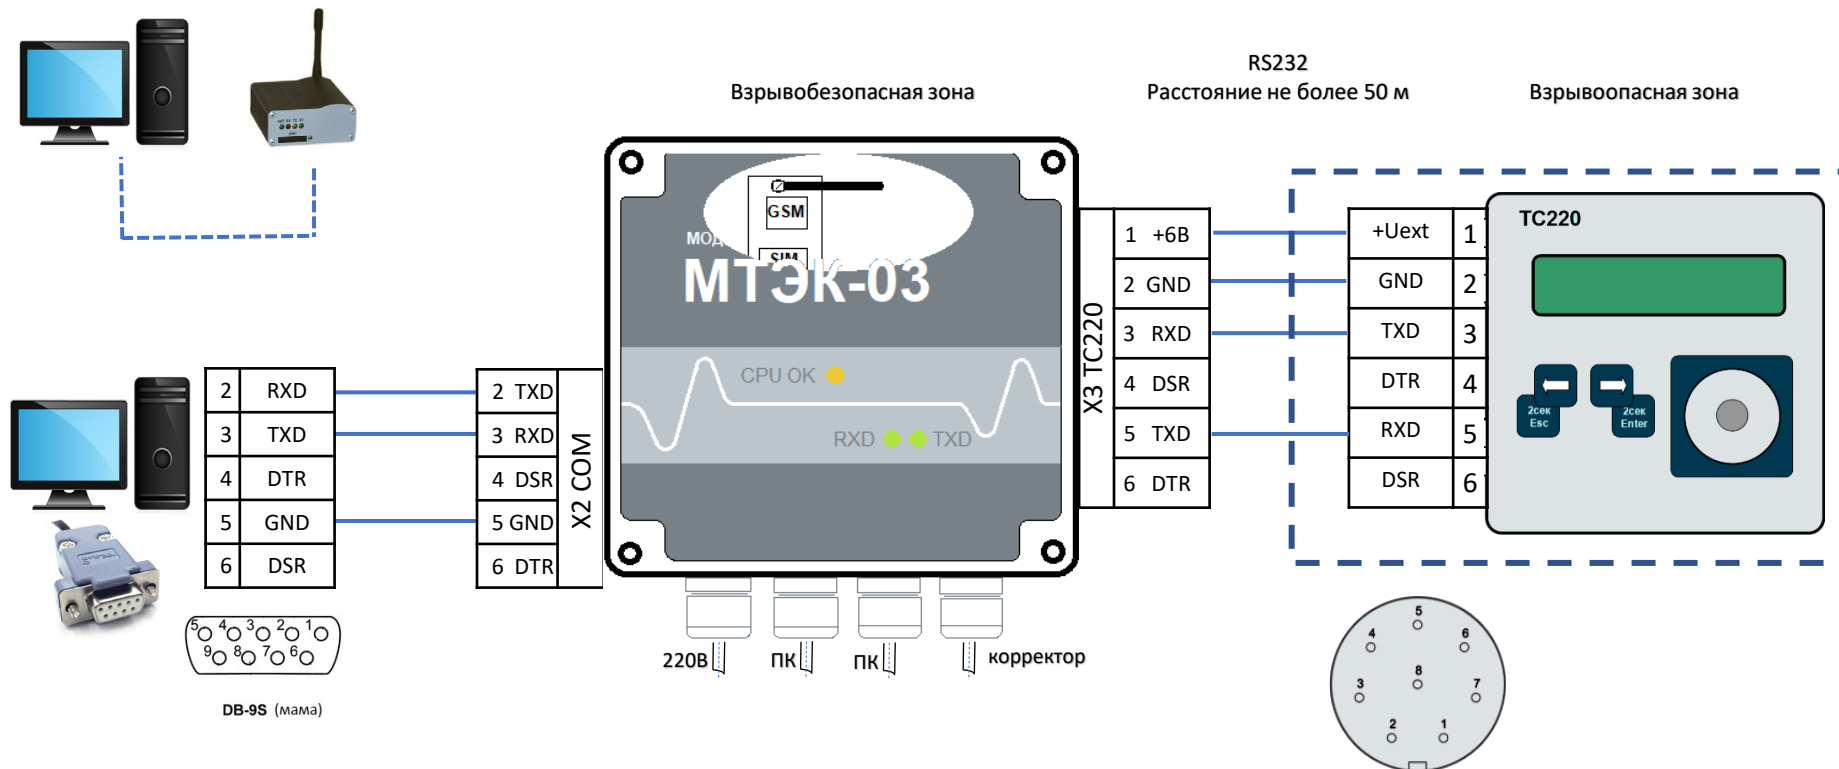 RS232
Взрывобезопасная зона
Расстояние не более 50 м
Взрывоопасная зона
GSM
SIM
МТЭК-03
CPU OK
RXD TXD
X3 TC220
1 +6В
2 GND
3 RXD
4 DSR
5 TXD
6 DTR
+Uext 1
GND 2
TXD 3
DTR 4
RXD 5
DSR 6
TC220
2сек
Esc
2сек
Enter
2 RXD
3 TXD
4 DTR
5 GND
6 DSR
2 TXD
3 RXD
4 DSR
5 GND
6 DTR
X2 COM
5 4 3 2 1
9 8 7 6
DB-9S (мама)
220В
ПК
ПК
корректор
5
4 6
8
3 7
2 1